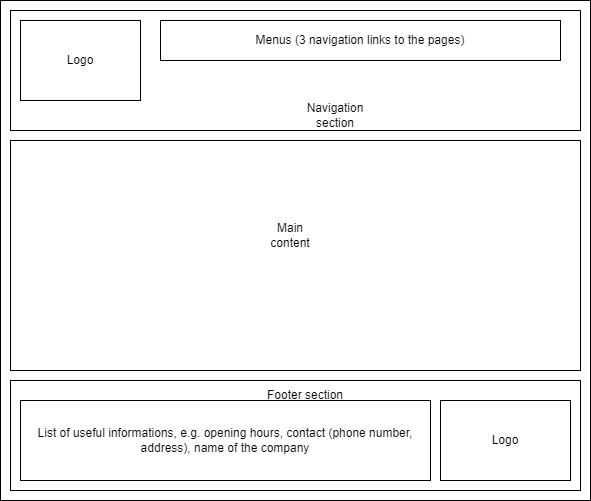 Logo
Menus (3 navigation links to the pages)
Navigation
section
Main
content
Footer section
List of useful informations, e.g. opening hours, contact (phone number,
address), name of the company
Logo